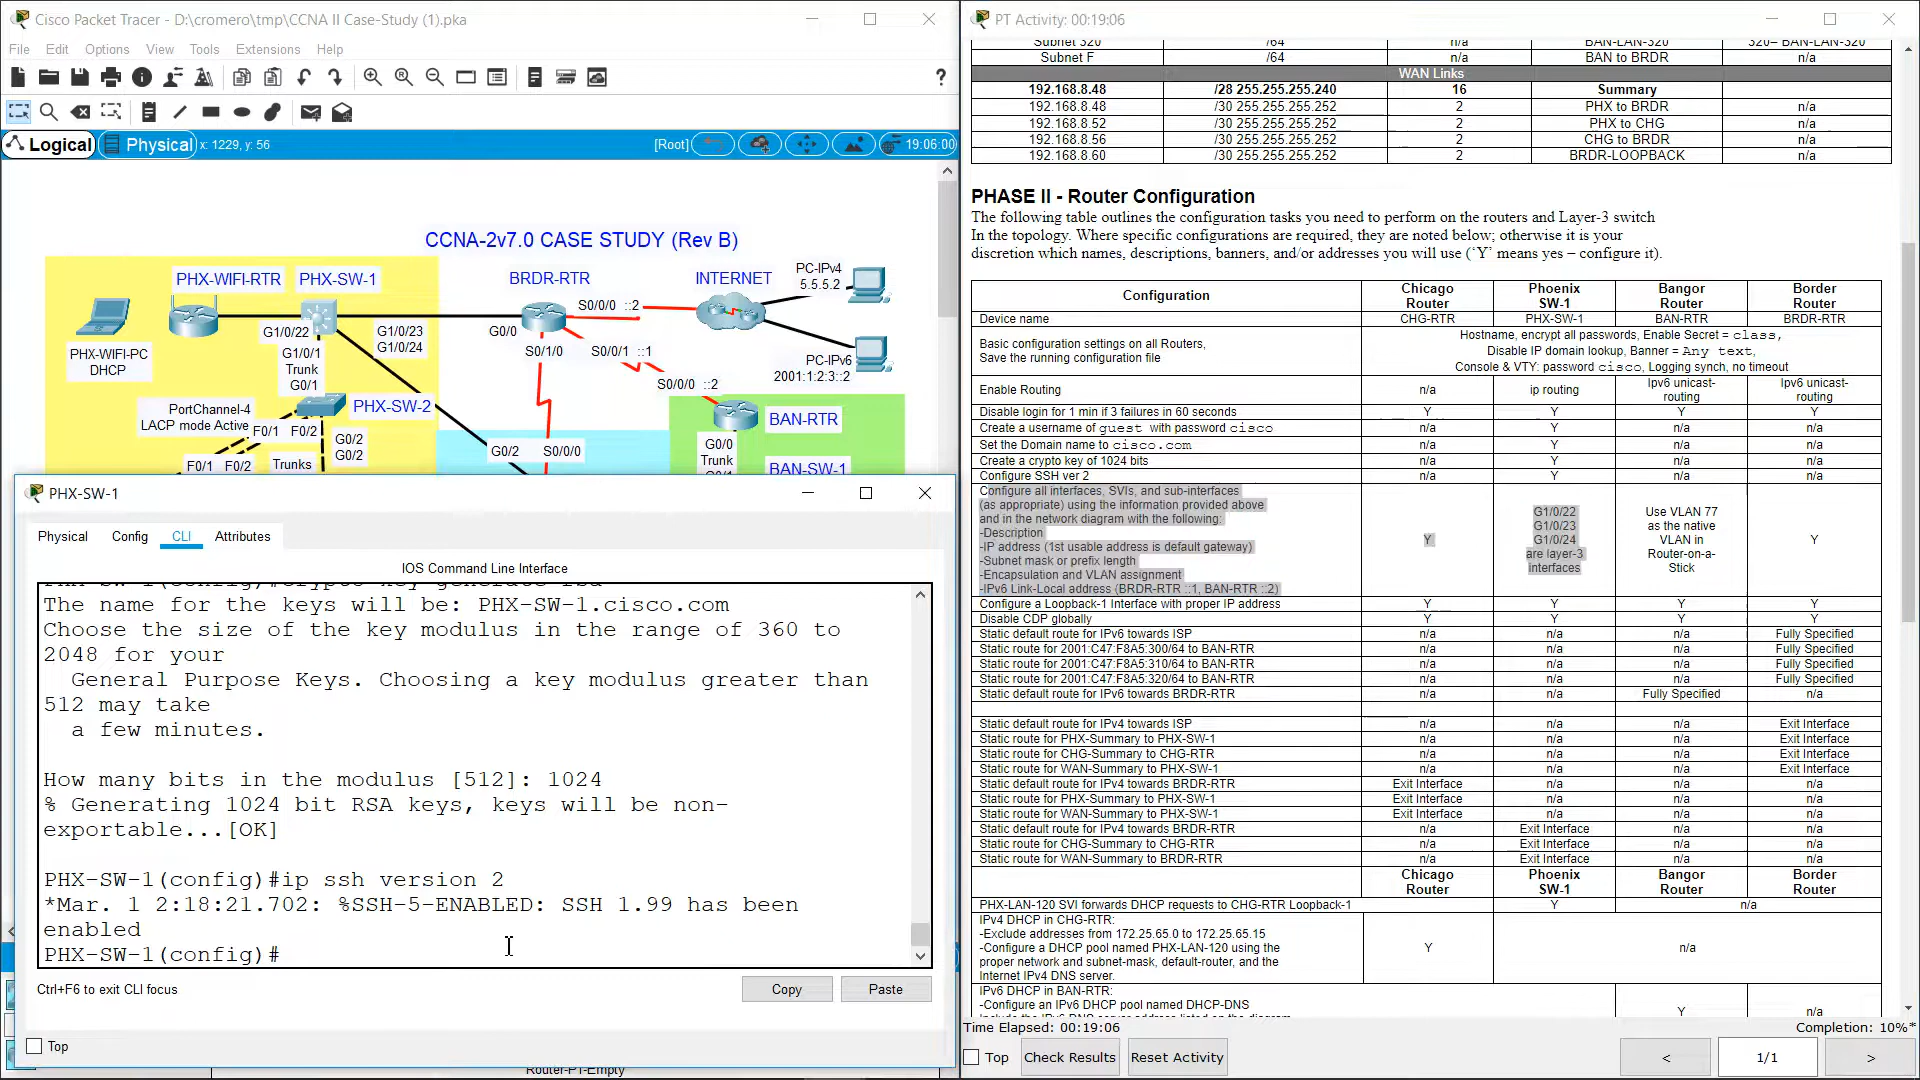 Cisco Packet Tracer - D:\cromero\tmp\CCNA II Case-Study (1).pka
File Edit Options View Tools Extensions Help
?
Logical Physical x: 1229, y: 56 [Root] 19:06:00
CCNA-2v7.0 CASE STUDY (Rev B)
PHX-WIFI-RTR PHX-SW-1 BRDR-RTR INTERNET
PC-IPv4
5.5.5.2
S0/0/0 ::2
G1/0/22
G1/0/23
G1/0/24
G0/0
PHX-WIFI-PC
DHCP
G1/0/1
Trunk
G0/1
S0/1/0
S0/0/1 ::1
PC-IPv6
2001:1:2:3::2
S0/0/0 ::2
PortChannel-4
LACP mode Active
PHX-SW-2
BAN-RTR
F0/1 F0/2
G0/2
G0/2
G0/2
S0/0/0
G0/0
Trunk
F0/1 F0/2
Trunks
BAN-SW-1
PHX-SW-1
Physical Config CLI Attributes
IOS Command Line Interface
The name for the keys will be: PHX-SW-1.cisco.com
Choose the size of the key modulus in the range of 360 to
2048 for your
General Purpose Keys. Choosing a key modulus greater than
512 may take
a few minutes.
How many bits in the modulus [512]: 1024
% Generating 1024 bit RSA keys, keys will be non-
exportable...[OK]
PHX-SW-1(config)#ip ssh version 2
*Mar. 1 2:18:21.702: %SSH-5-ENABLED: SSH 1.99 has been
enabled
PHX-SW-1(config)#
Ctrl+F6 to exit CLI focus
Copy Paste
Top
Router-PT-Empty
PT Activity: 00:19:06
Subnet 320 /64 n/a BAN-LAN-320 320– BAN-LAN-320
Subnet F /64 n/a BAN to BRDR n/a
WAN Links
192.168.8.48 /28 255.255.255.240 16 Summary
192.168.8.48 /30 255.255.255.252 2 PHX to BRDR n/a
192.168.8.52 /30 255.255.255.252 2 PHX to CHG n/a
192.168.8.56 /30 255.255.255.252 2 CHG to BRDR n/a
192.168.8.60 /30 255.255.255.252 2 BRDR-LOOPBACK n/a
PHASE II - Router Configuration
The following table outlines the configuration tasks you need to perform on the routers and Layer-3 switch
In the topology. Where specific configurations are required, they are noted below; otherwise it is your
discretion which names, descriptions, banners, and/or addresses you will use (‘Y’ means yes – configure it).
Configuration
Chicago
Router
Phoenix
SW-1
Bangor
Router
Border
Router
Device name CHG-RTR PHX-SW-1 BAN-RTR BRDR-RTR
Basic configuration settings on all Routers,
Save the running configuration file
Hostname, encrypt all passwords, Enable Secret = class,
Disable IP domain lookup, Banner = Any text,
Console & VTY: password cisco, Logging synch, no timeout
Enable Routing n/a ip routing
Ipv6 unicast-
routing
Ipv6 unicast-
routing
Disable login for 1 min if 3 failures in 60 seconds Y Y Y Y
Create a username of guest with password cisco n/a Y n/a n/a
Set the Domain name to cisco.com n/a Y n/a n/a
Create a crypto key of 1024 bits n/a Y n/a n/a
Configure SSH ver 2 n/a Y n/a n/a
Configure all interfaces, SVIs, and sub-interfaces
(as appropriate) using the information provided above
and in the network diagram with the following:
-Description
-IP address (1st usable address is default gateway)
-Subnet mask or prefix length
-Encapsulation and VLAN assignment
-IPv6 Link-Local address (BRDR-RTR ::1, BAN-RTR ::2)
Y
G1/0/22
G1/0/23
G1/0/24
are layer-3
interfaces
Use VLAN 77
as the native
VLAN in
Router-on-a-
Stick
Y
Configure a Loopback-1 Interface with proper IP address Y Y Y Y
Disable CDP globally Y Y Y Y
Static default route for IPv6 towards ISP n/a n/a n/a Fully Specified
Static route for 2001:C47:F8A5:300/64 to BAN-RTR n/a n/a n/a Fully Specified
Static route for 2001:C47:F8A5:310/64 to BAN-RTR n/a n/a n/a Fully Specified
Static route for 2001:C47:F8A5:320/64 to BAN-RTR n/a n/a n/a Fully Specified
Static default route for IPv6 towards BRDR-RTR n/a n/a Fully Specified n/a
Static default route for IPv4 towards ISP n/a n/a n/a Exit Interface
Static route for PHX-Summary to PHX-SW-1 n/a n/a n/a Exit Interface
Static route for CHG-Summary to CHG-RTR n/a n/a n/a Exit Interface
Static route for WAN-Summary to PHX-SW-1 n/a n/a n/a Exit Interface
Static default route for IPv4 towards BRDR-RTR Exit Interface n/a n/a n/a
Static route for PHX-Summary to PHX-SW-1 Exit Interface n/a n/a n/a
Static route for WAN-Summary to PHX-SW-1 Exit Interface n/a n/a n/a
Static default route for IPv4 towards BRDR-RTR n/a Exit Interface n/a n/a
Static route for CHG-Summary to CHG-RTR n/a Exit Interface n/a n/a
Static route for WAN-Summary to BRDR-RTR n/a Exit Interface n/a n/a
Chicago
Router
Phoenix
SW-1
Bangor
Router
Border
Router
PHX-LAN-120 SVI forwards DHCP requests to CHG-RTR Loopback-1 Y n/a
IPv4 DHCP in CHG-RTR:
-Exclude addresses from 172.25.65.0 to 172.25.65.15
-Configure a DHCP pool named PHX-LAN-120 using the
proper network and subnet-mask, default-router, and the
Internet IPv4 DNS server.
Y n/a
IPv6 DHCP in BAN-RTR:
-Configure an IPv6 DHCP pool named DHCP-DNS
Y n/a
Time Elapsed: 00:19:06 Completion: 10%*
Top Check Results Reset Activity < 1/1 >